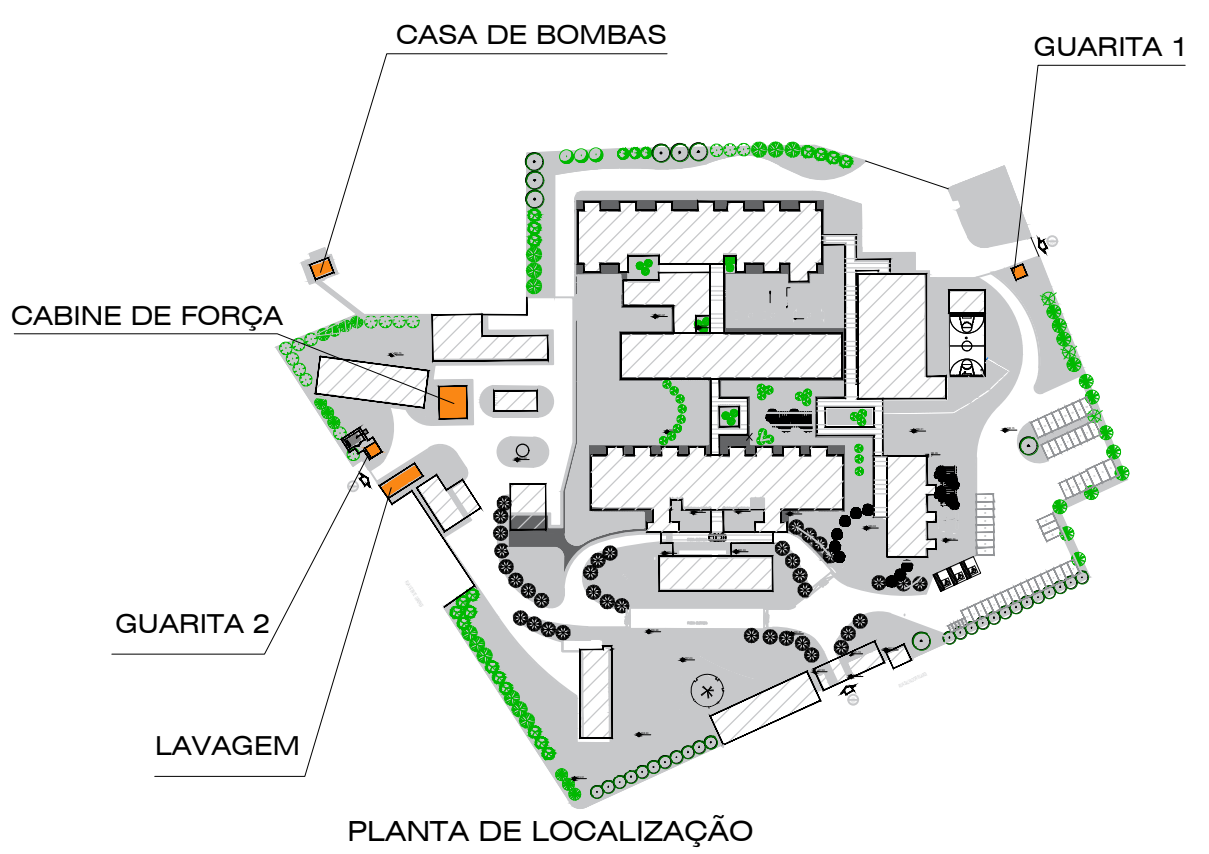 CASA DE BOMBAS
GUARITA 1
CABINE DE FORÇA
GUARITA 2
LAVAGEM
PLANTA DE LOCALIZAÇÃO